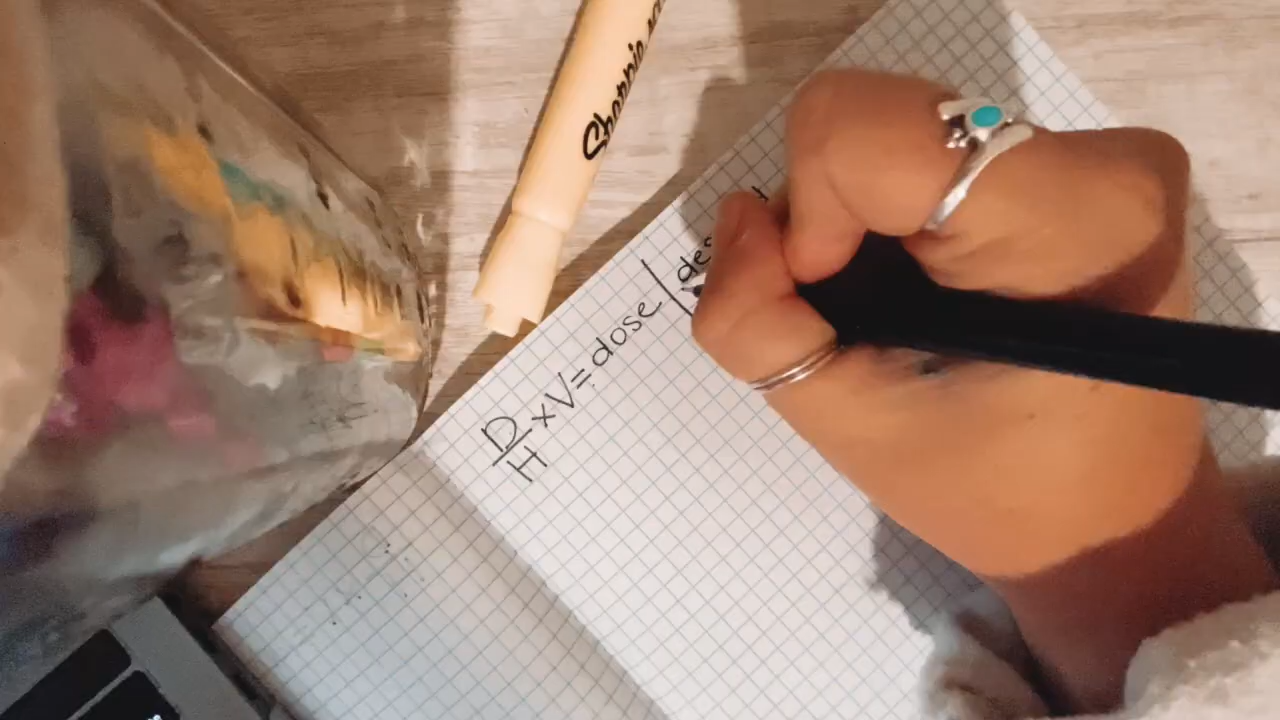 Sharpie
D
H × V = dose